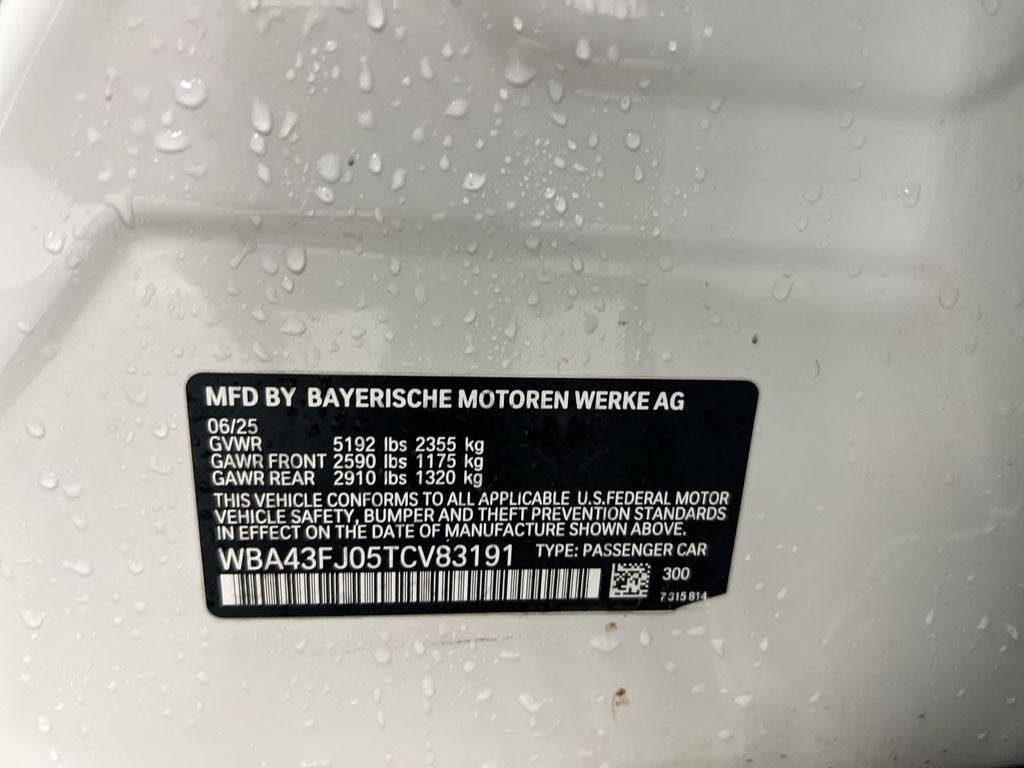 MFD BY BAYERISCHE MOTOREN WERKE AG
06/25
GVWR 5192 lbs 2355 kg
GAWR FRONT 2590 lbs 1175 kg
GAWR REAR 2910 lbs 1320 kg
THIS VEHICLE CONFORMS TO ALL APPLICABLE U.S.FEDERAL MOTOR
VEHICLE SAFETY, BUMPER AND THEFT PREVENTION STANDARDS
IN EFFECT ON THE DATE OF MANUFACTURE SHOWN ABOVE.
WBA43FJ05TCV83191 TYPE: PASSENGER CAR
300
7 315 814